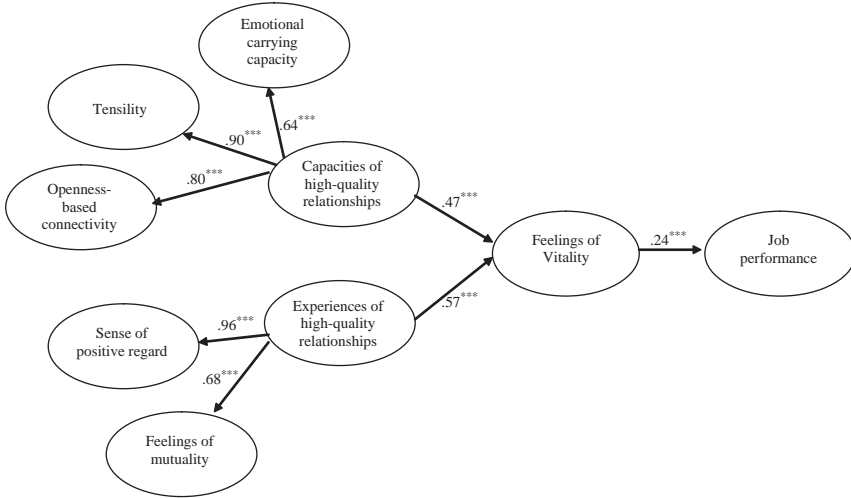 Emotional
carrying
capacity
Tensility
.64***
.90***
.80***
Openness-
based
connectivity
Capacities of
high-quality
relationships
.47***
Feelings of
Vitality
.24***
Job
performance
.57***
Experiences of
high-quality
relationships
.96***
Sense of
positive regard
.68***
Feelings of
mutuality